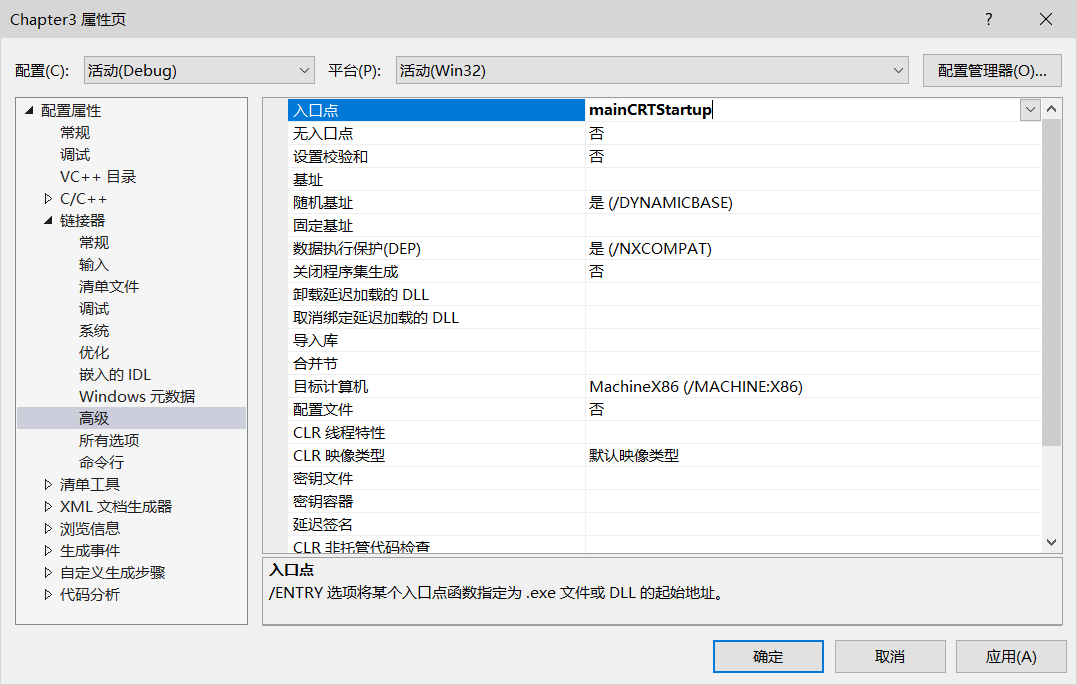 Chapter3 属性页
配置(C): 活动(Debug) 平台(P): 活动(Win32) 配置管理器(O)...
配置属性
常规
调试
VC++ 目录
C/C++
链接器
常规
输入
清单文件
调试
系统
优化
嵌入的 IDL
Windows 元数据
高级
所有选项
命令行
清单工具
XML 文档生成器
浏览信息
生成事件
自定义生成步骤
代码分析
入口点 mainCRTStartup
无入口点 否
设置校验和 否
基址
随机基址 是 (/DYNAMICBASE)
固定基址
数据执行保护(DEP) 是 (/NXCOMPAT)
关闭程序集生成 否
卸载延迟加载的 DLL
取消绑定延迟加载的 DLL
导入库
合并节
目标计算机 MachineX86 (/MACHINE:X86)
配置文件 否
CLR 线程特性
CLR 映像类型 默认映像类型
密钥文件
密钥容器
延迟签名
CLR 非托管代码检查
入口点
/ENTRY 选项将某个入口点函数指定为 .exe 文件或 DLL 的起始地址。
确定 取消 应用(A)